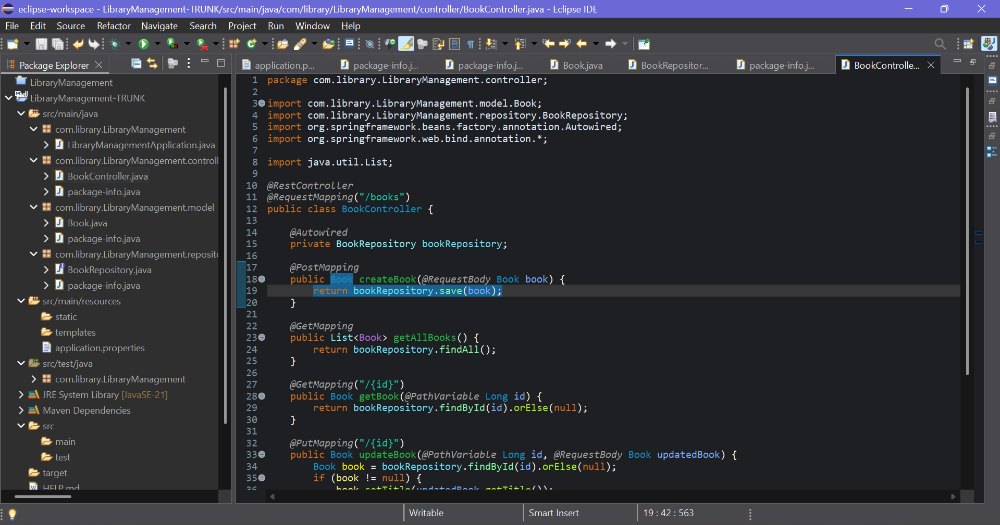 eclipse-workspace - LibraryManagement-TRUNK/src/main/java/com/library/LibraryManagement/controller/BookController.java - Eclipse IDE
File Edit Source Refactor Navigate Search Project Run Window Help
Package Explorer
LibraryManagement
LibraryManagement-TRUNK
src/main/java
com.library.LibraryManagement
LibraryManagementApplication.java
com.library.LibraryManagement.controll
BookController.java
package-info.java
com.library.LibraryManagement.model
Book.java
package-info.java
com.library.LibraryManagement.reposito
BookRepository.java
package-info.java
src/main/resources
static
templates
application.properties
src/test/java
com.library.LibraryManagement
JRE System Library [JavaSE-21]
Maven Dependencies
src
main
test
target
HELP.md
application.p... package-info.j... package-info.j... Book.java BookRepositor... package-info.j... BookControlle...
1 package com.library.LibraryManagement.controller;
2
3 import com.library.LibraryManagement.model.Book;
4 import com.library.LibraryManagement.repository.BookRepository;
5 import org.springframework.beans.factory.annotation.Autowired;
6 import org.springframework.web.bind.annotation.*;
7
8 import java.util.List;
9
10 @RestController
11 @RequestMapping("/books")
12 public class BookController {
13
14 @Autowired
15 private BookRepository bookRepository;
16
17 @PostMapping
18 public Book createBook(@RequestBody Book book) {
19 return bookRepository.save(book);
20 }
21
22 @GetMapping
23 public List<Book> getAllBooks() {
24 return bookRepository.findAll();
25 }
26
27 @GetMapping("/{id}")
28 public Book getBook(@PathVariable Long id) {
29 return bookRepository.findById(id).orElse(null);
30 }
31
32 @PutMapping("/{id}")
33 public Book updateBook(@PathVariable Long id, @RequestBody Book updatedBook) {
34 Book book = bookRepository.findById(id).orElse(null);
35 if (book != null) {
36 book.setTitle(updatedBook.getTitle());
Writable Smart Insert 19 : 42 : 563